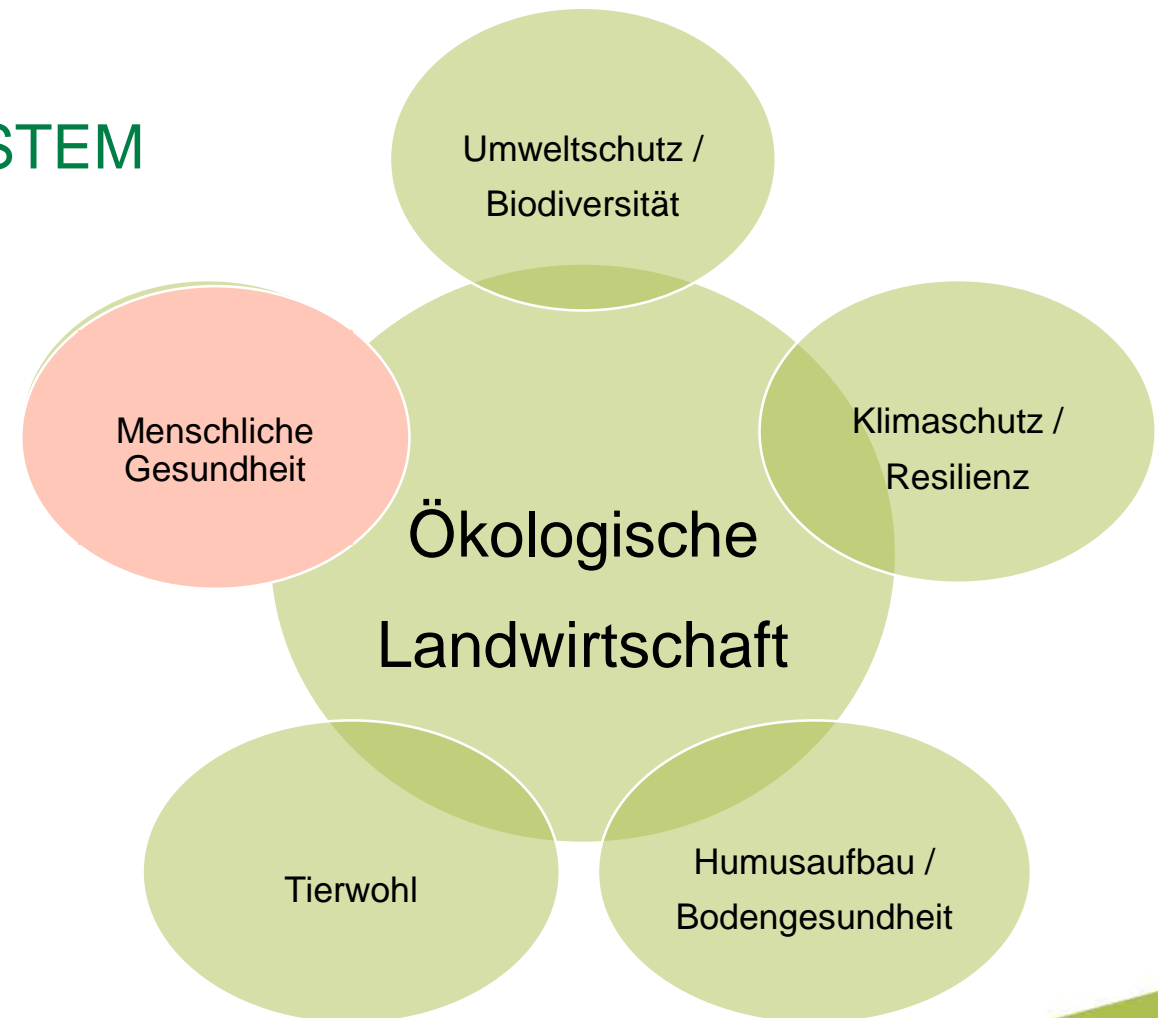 STEM
Umweltschutz /
Biodiversität
Menschliche
Gesundheit
Klimaschutz /
Resilienz
Ökologische
Landwirtschaft
Tierwohl
Humusaufbau /
Bodengesundheit